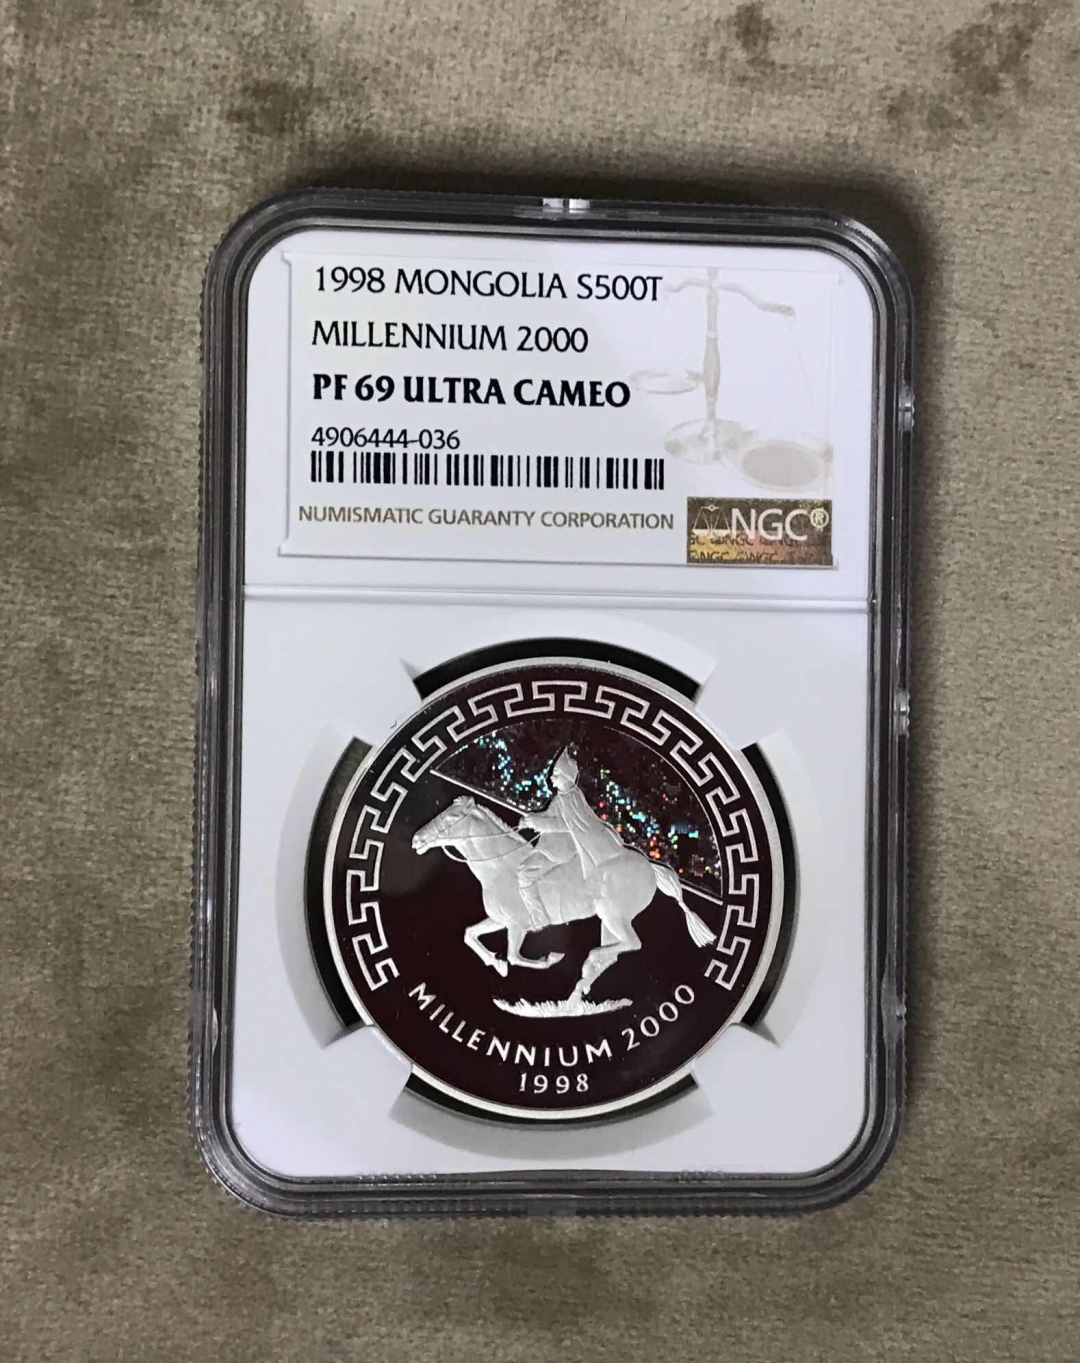 1998 MONGOLIA S500T
MILLENNIUM 2000
PF 69 ULTRA CAMEO
4906444-036
NUMISMATIC GUARANTY CORPORATION
NGC®
MILLENNIUM 2000
1998